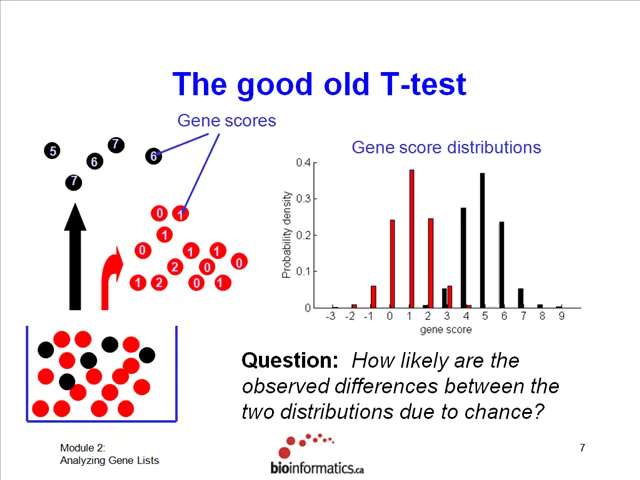 The good old T-test
Gene scores
5
7
6
6
7
0 1
1
0
1 1
2 0 0
1 2 0 1
Gene score distributions
Probability density
0.4
0.3
0.2
0.1
0
-3 -2 -1 0 1 2 3 4 5 6 7 8 9
gene score
Question: How likely are the
observed differences between the
two distributions due to chance?
Module 2:
Analyzing Gene Lists
bioinformatics.ca
7